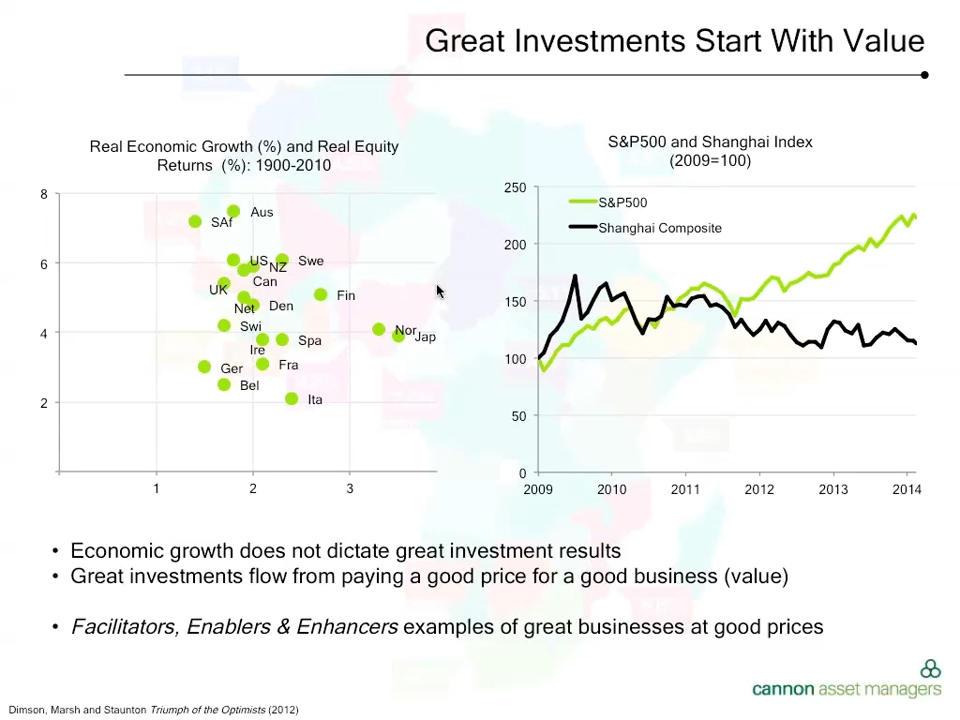 Great Investments Start With Value
Real Economic Growth (%) and Real Equity
Returns (%): 1900-2010
8
6
4
2
1
2
3
Aus
SAf
US
NZ
Swe
Can
UK
Net
Den
Fin
Swi
Nor
Jap
Ire
Spa
Ger
Fra
Bel
Ita
S&P500 and Shanghai Index
(2009=100)
250
200
150
100
50
0
2009
2010
2011
2012
2013
2014
S&P500
Shanghai Composite
• Economic growth does not dictate great investment results
• Great investments flow from paying a good price for a good business (value)
• Facilitators, Enablers & Enhancers examples of great businesses at good prices
cannon asset managers
Dimson, Marsh and Staunton Triumph of the Optimists (2012)